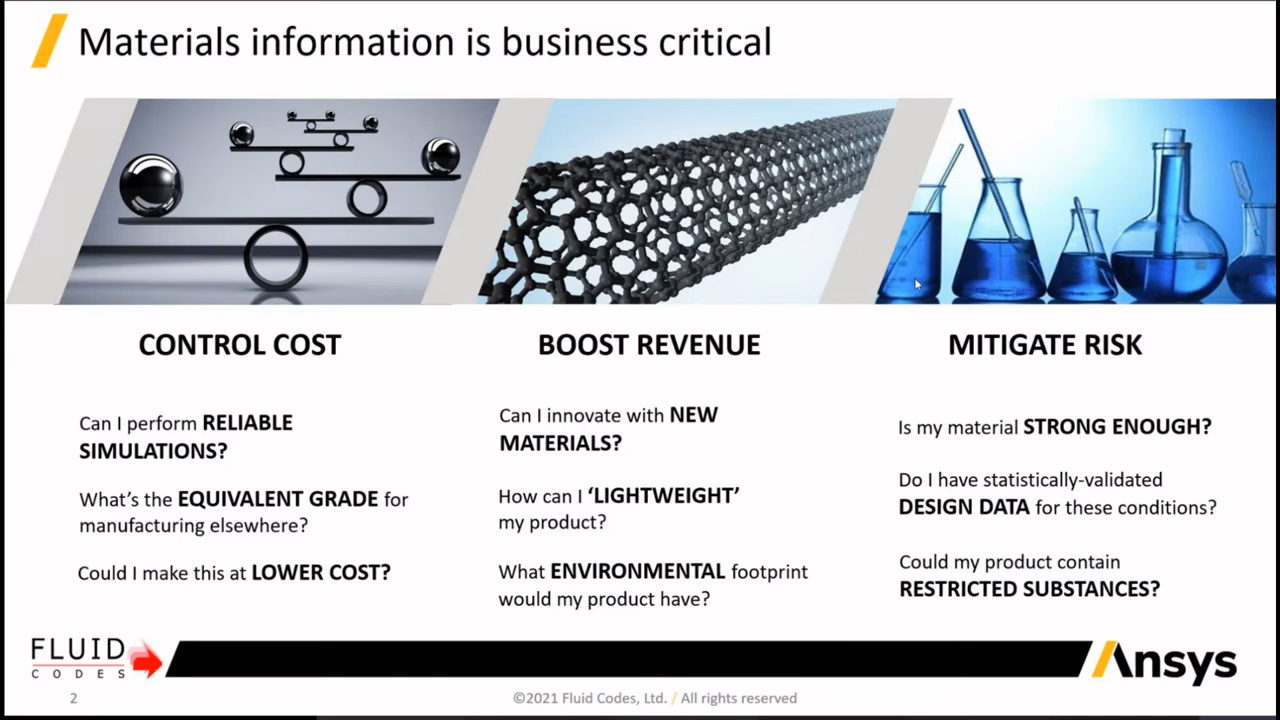 Materials information is business critical
CONTROL COST
Can I perform RELIABLE
SIMULATIONS?
What's the EQUIVALENT GRADE for
manufacturing elsewhere?
Could I make this at LOWER COST?
BOOST REVENUE
Can I innovate with NEW
MATERIALS?
How can I ‘LIGHTWEIGHT’
my product?
What ENVIRONMENTAL footprint
would my product have?
MITIGATE RISK
Is my material STRONG ENOUGH?
Do I have statistically-validated
DESIGN DATA for these conditions?
Could my product contain
RESTRICTED SUBSTANCES?
FLUID
CODES
Ansys
2
©2021 Fluid Codes, Ltd. / All rights reserved